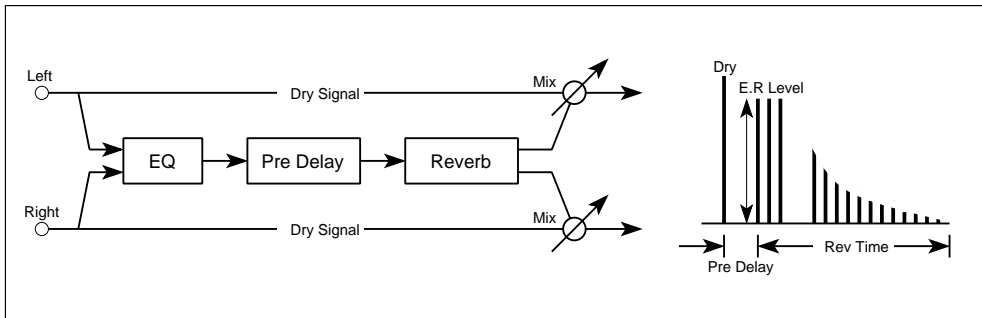 Left
Dry Signal
Mix
EQ
Pre Delay
Reverb
Right
Dry Signal
Mix
Dry
E.R Level
Rev Time
Pre Delay